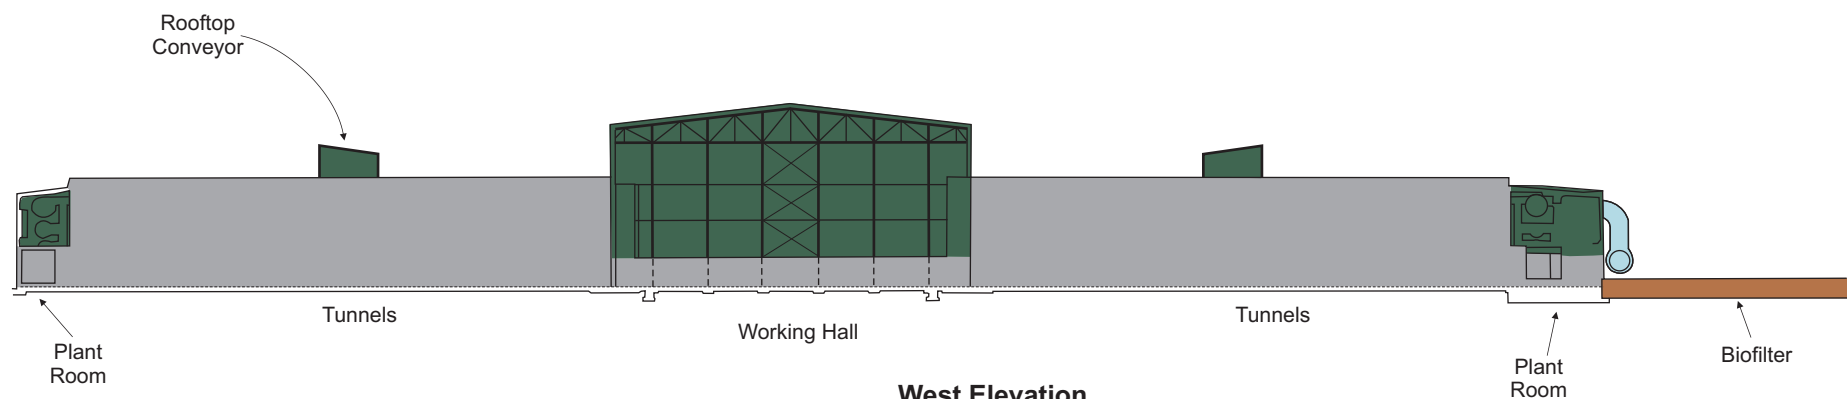 Rooftop
Conveyor
Tunnels
Working Hall
Tunnels
Plant
Room
Plant
Room
Biofilter
West Elevation